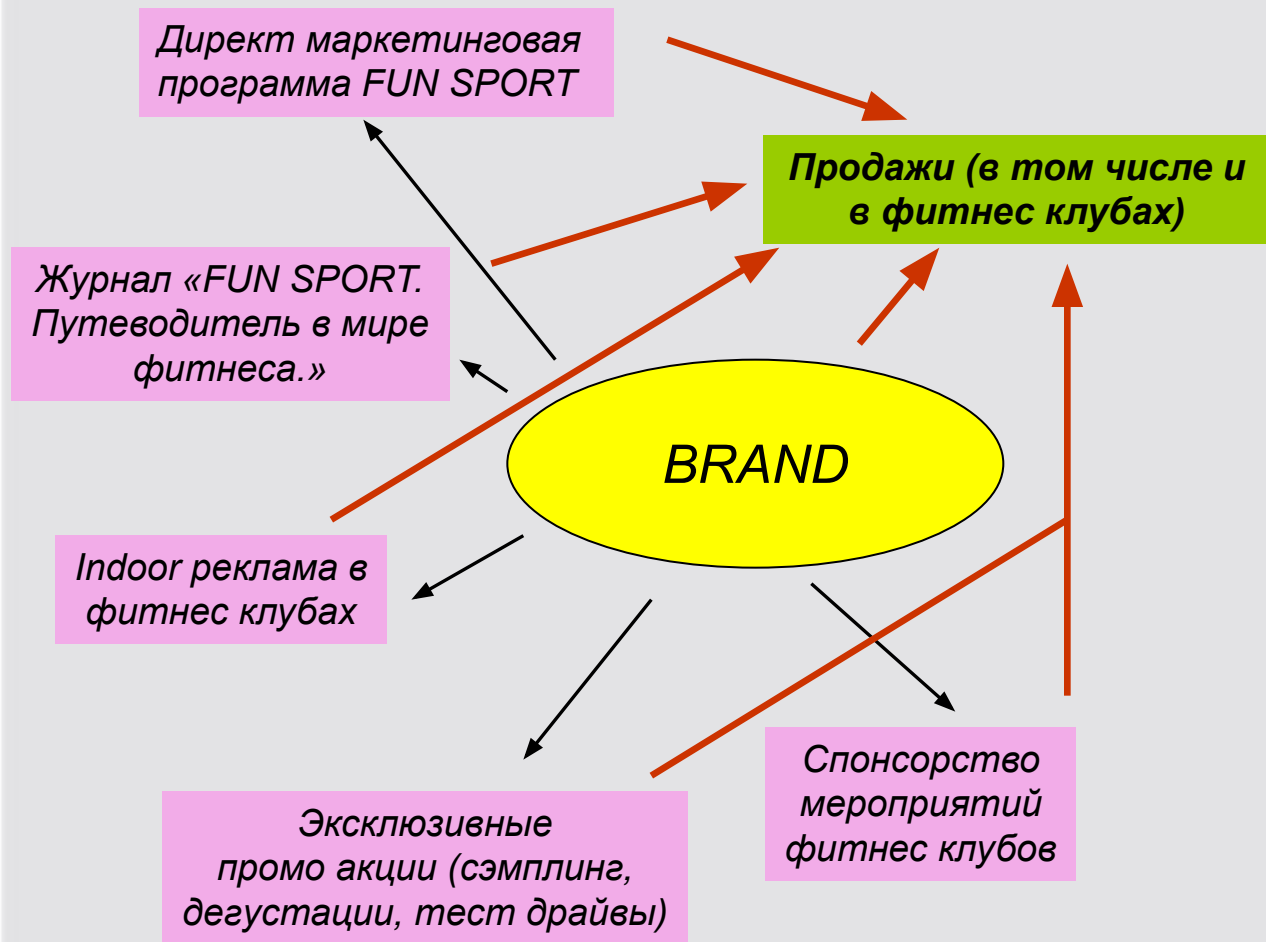 Директ маркетинговая
программа FUN SPORT
Продажи (в том числе и
в фитнес клубах)
Журнал «FUN SPORT.
Путеводитель в мире
фитнеса.»
BRAND
Indoor реклама в
фитнес клубах
Спонсорство
мероприятий
фитнес клубов
Эксклюзивные
промо акции (сэмплинг,
дегустации, тест драйвы)